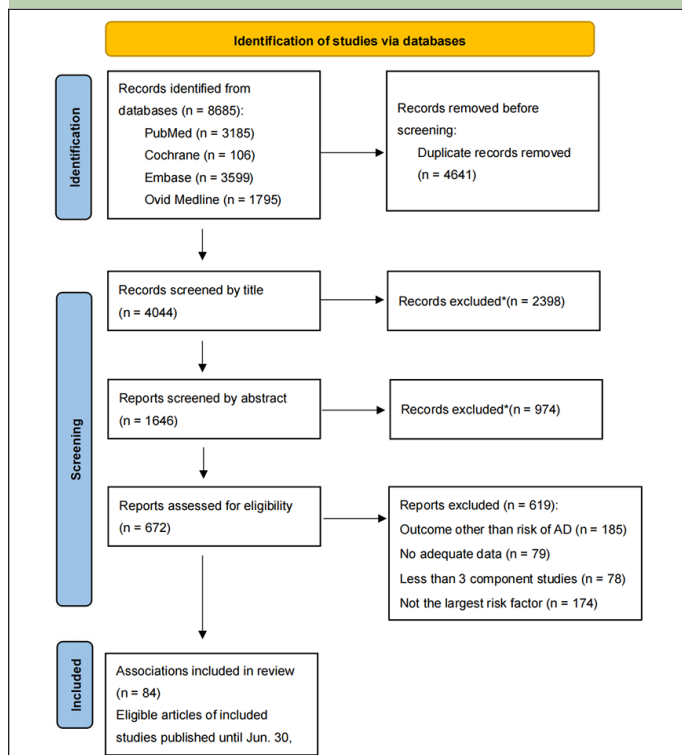 Identification of studies via databases
Identification
Records identified from
databases (n = 8685):
PubMed (n = 3185)
Cochrane (n = 106)
Embase (n = 3599)
Ovid Medline (n = 1795)
Records removed before
screening:
Duplicate records removed
(n = 4641)
Screening
Records screened by title
(n = 4044)
Records excluded*(n = 2398)
Reports screened by abstract
(n = 1646)
Records excluded*(n = 974)
Reports assessed for eligibility
(n = 672)
Reports excluded (n = 619):
Outcome other than risk of AD (n = 185)
No adequate data (n = 79)
Less than 3 component studies (n = 78)
Not the largest risk factor (n = 174)
Included
Associations included in review
(n = 84)
Eligible articles of included
studies published until Jun. 30,